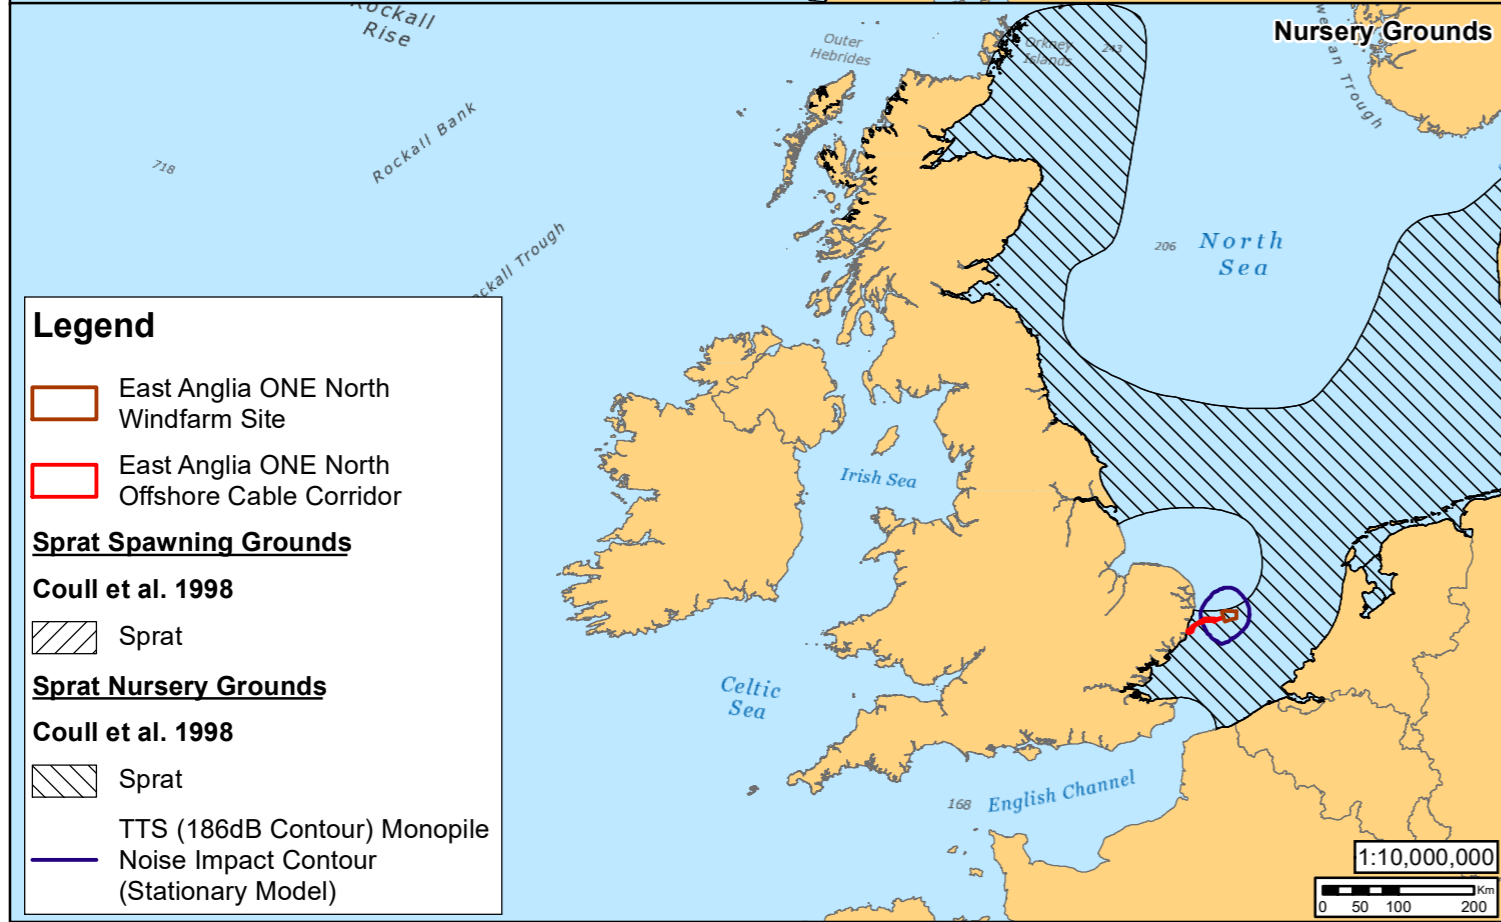 Nursery Grounds
Rockall
Rise
Outer
Hebrides
Orkney
Islands
243
Rockall Bank
718
Trough
206
North
Sea
Rockall Trough
Irish Sea
Celtic
Sea
168
English Channel
Legend
East Anglia ONE North
Windfarm Site
East Anglia ONE North
Offshore Cable Corridor
Sprat Spawning Grounds
Coull et al. 1998
Sprat
Sprat Nursery Grounds
Coull et al. 1998
Sprat
TTS (186dB Contour) Monopile
Noise Impact Contour
(Stationary Model)
1:10,000,000
Km
0 50 100 200